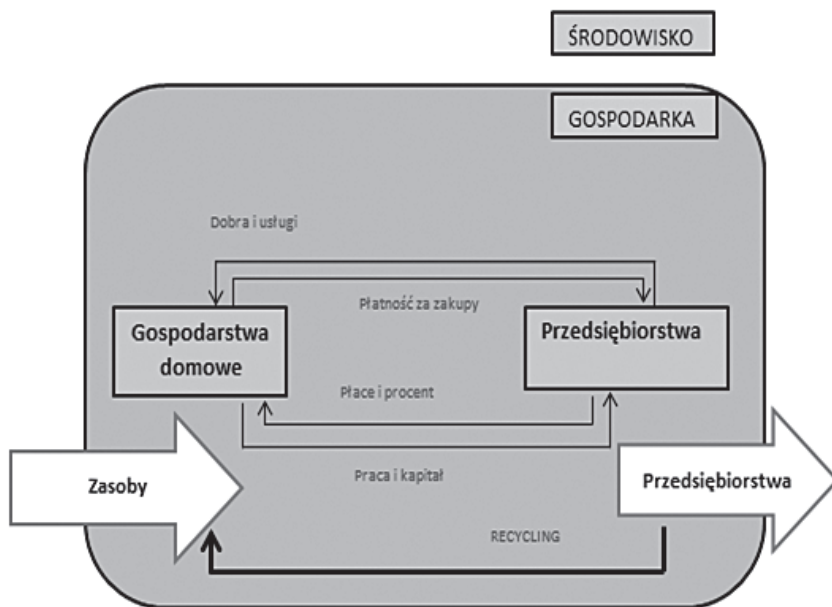 ŚRODOWISKO
GOSPODARKA
Dobra i usługi
Płatność za zakupy
Gospodarstwa
domowe
Przedsiębiorstwa
Płace i procent
Zasoby
Praca i kapitał
Przedsiębiorstwa
RECYCLING